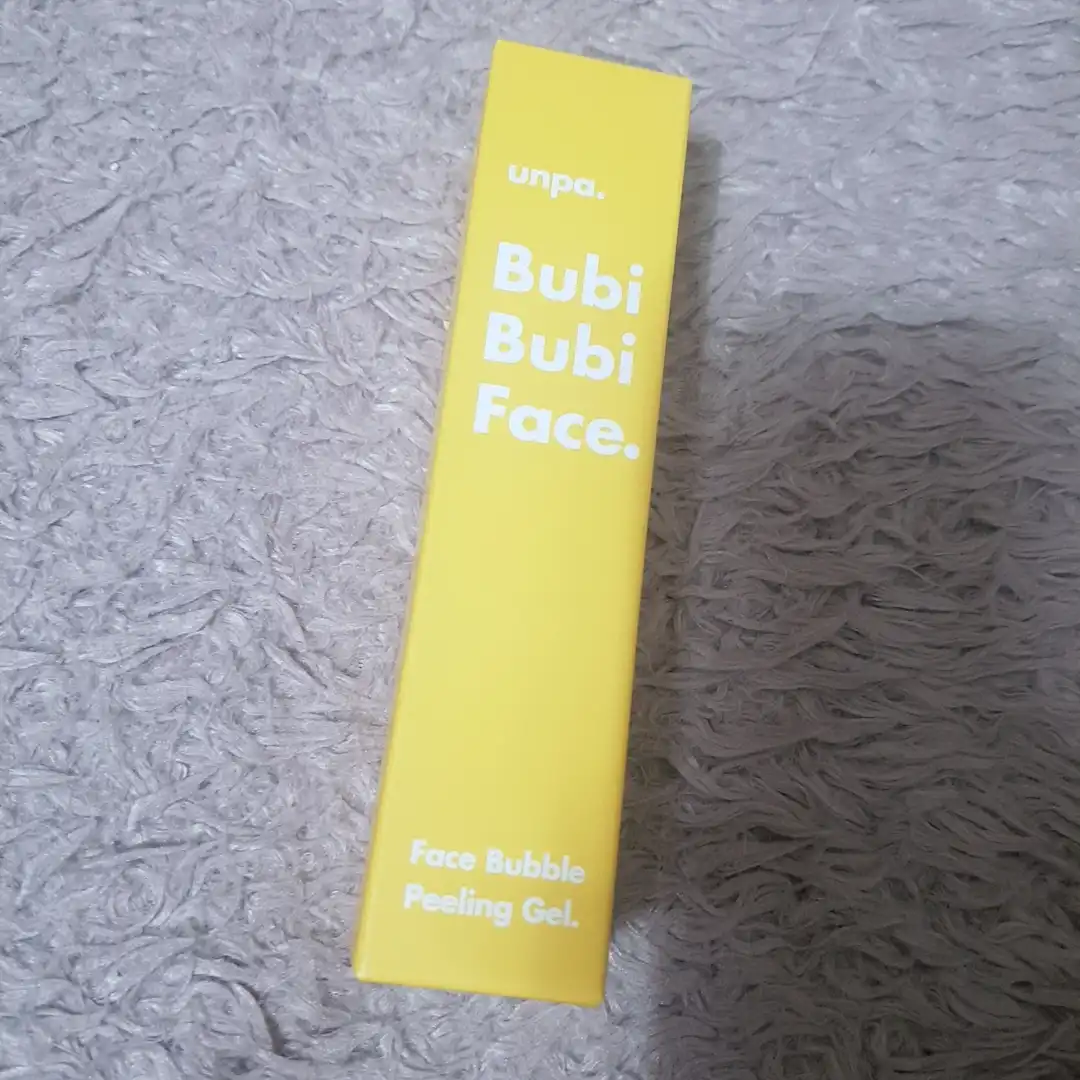 unpa.
Bubi
Bubi
Face.
Face Bubble
Peeling Gel.